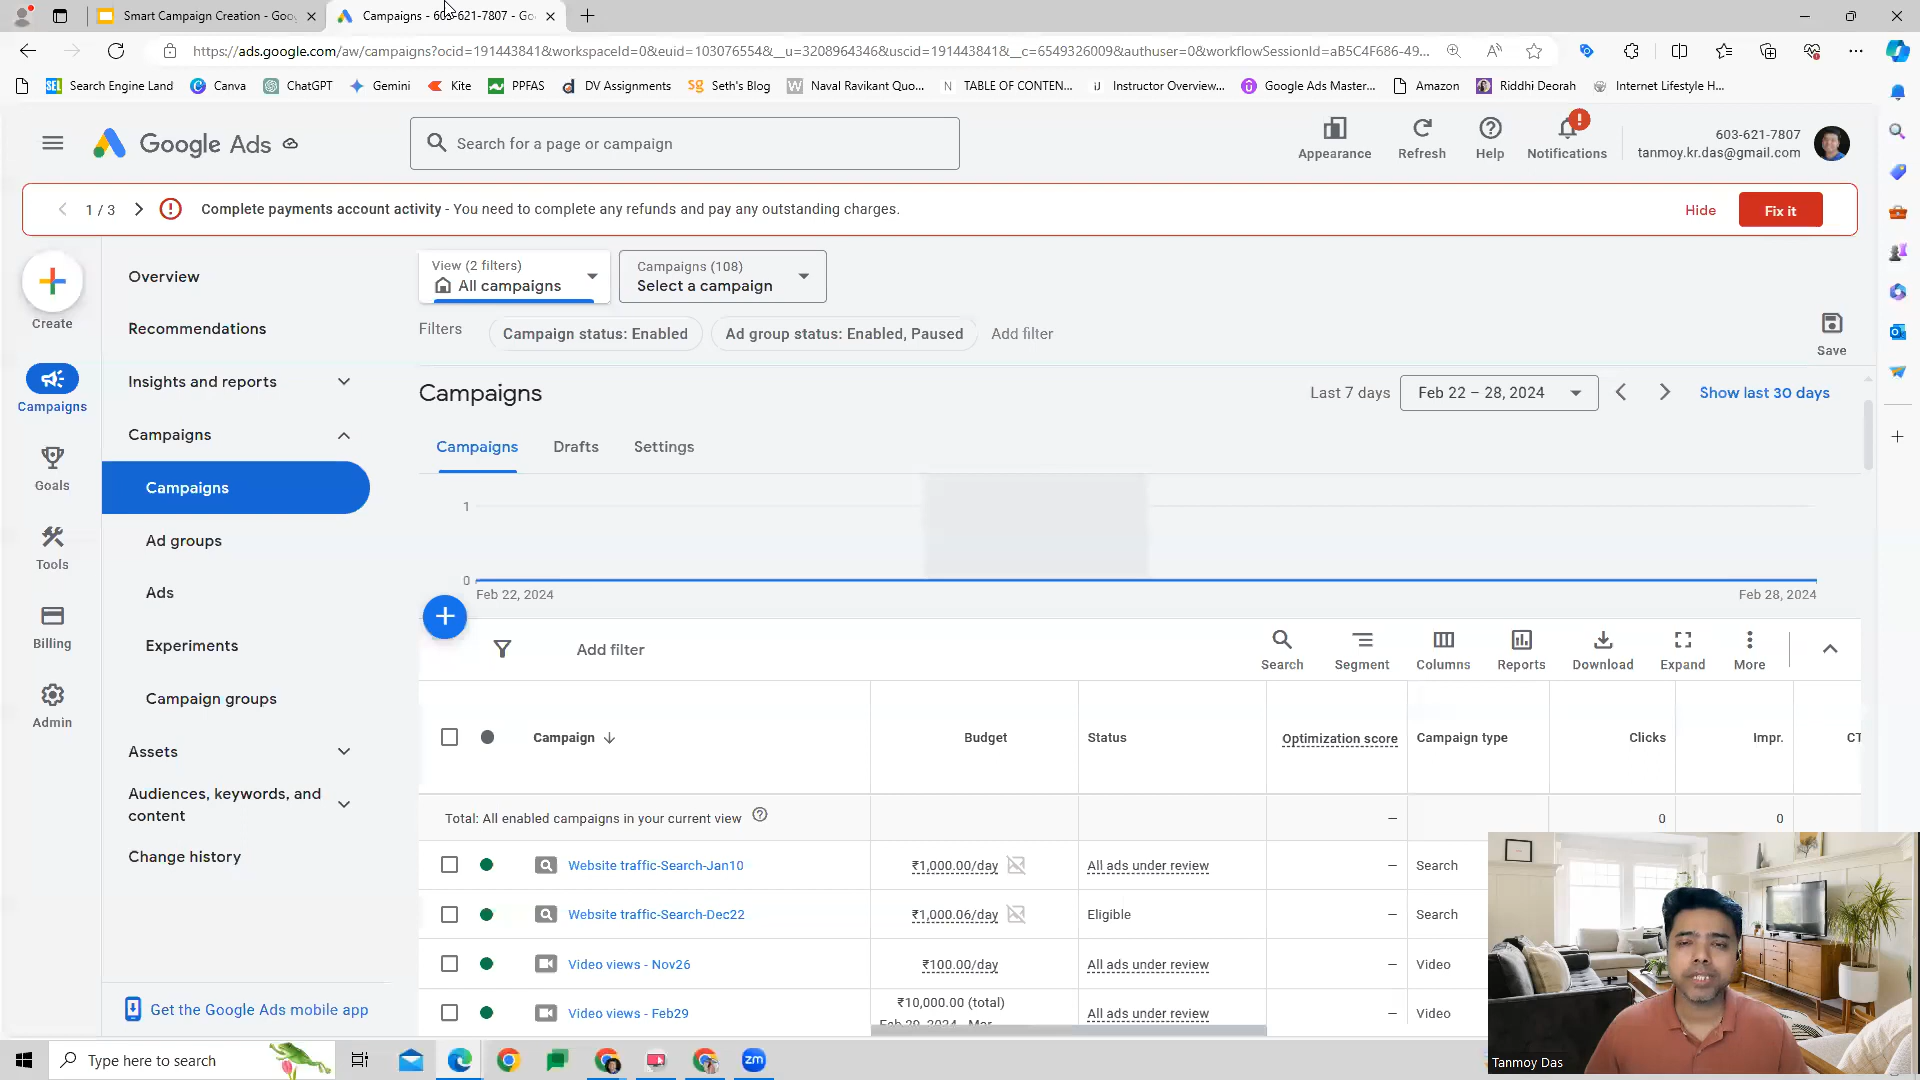 Smart Campaign Creation - Goo
Campaigns - 603-621-7807 - Go
https://ads.google.com/aw/campaigns?ocid=191443841&workspaceId=0&euid=103076554&__u=3208964346&uscid=191443841&__c=6549326009&authuser=0&workflowSessionId=aB5C4F686-49...
Search Engine Land
Canva
ChatGPT
Gemini
Kite
PPFAS
DV Assignments
Seth's Blog
Naval Ravikant Quo...
TABLE OF CONTEN...
Instructor Overview...
Google Ads Master...
Amazon
Riddhi Deorah
Internet Lifestyle H...
Google Ads
Search for a page or campaign
Appearance
Refresh
Help
Notifications
603-621-7807
tanmoy.kr.das@gmail.com
1 / 3
Complete payments account activity - You need to complete any refunds and pay any outstanding charges.
Hide
Fix it
Create
Campaigns
Goals
Tools
Billing
Admin
Overview
Recommendations
Insights and reports
Campaigns
Campaigns
Ad groups
Ads
Experiments
Campaign groups
Assets
Audiences, keywords, and
content
Change history
Get the Google Ads mobile app
View (2 filters)
All campaigns
Campaigns (108)
Select a campaign
Filters
Campaign status: Enabled
Ad group status: Enabled, Paused
Add filter
Save
Campaigns
Last 7 days
Feb 22 – 28, 2024
Show last 30 days
Campaigns
Drafts
Settings
1
0
Feb 22, 2024
Feb 28, 2024
Add filter
Search
Segment
Columns
Reports
Download
Expand
More
Campaign
Budget
Status
Optimization score
Campaign type
Clicks
Impr.
CT
Total: All enabled campaigns in your current view
—
0
0
Website traffic-Search-Jan10
₹1,000.00/day
All ads under review
—
Search
Website traffic-Search-Dec22
₹1,000.06/day
Eligible
—
Search
Video views - Nov26
₹100.00/day
All ads under review
—
Video
Video views - Feb29
₹10,000.00 (total)
All ads under review
—
Video
Tanmoy Das
Type here to search
zm